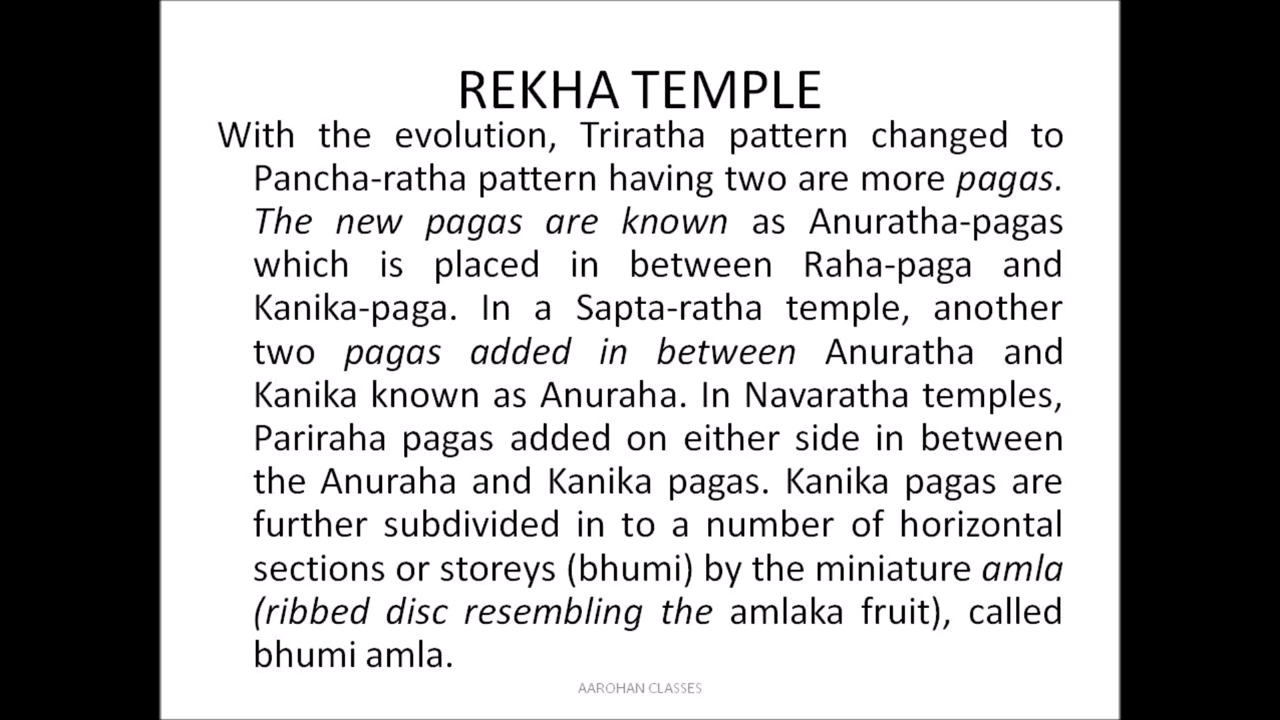 REKHA TEMPLE
With the evolution, Triratha pattern changed to
Pancha-ratha pattern having two are more pagas.
The new pagas are known as Anuratha-pagas
which is placed in between Raha-paga and
Kanika-paga. In a Sapta-ratha temple, another
two pagas added in between Anuratha and
Kanika known as Anuraha. In Navaratha temples,
Pariraha pagas added on either side in between
the Anuraha and Kanika pagas. Kanika pagas are
further subdivided in to a number of horizontal
sections or storeys (bhumi) by the miniature amla
(ribbed disc resembling the amlaka fruit), called
bhumi amla.
AAROHAN CLASSES